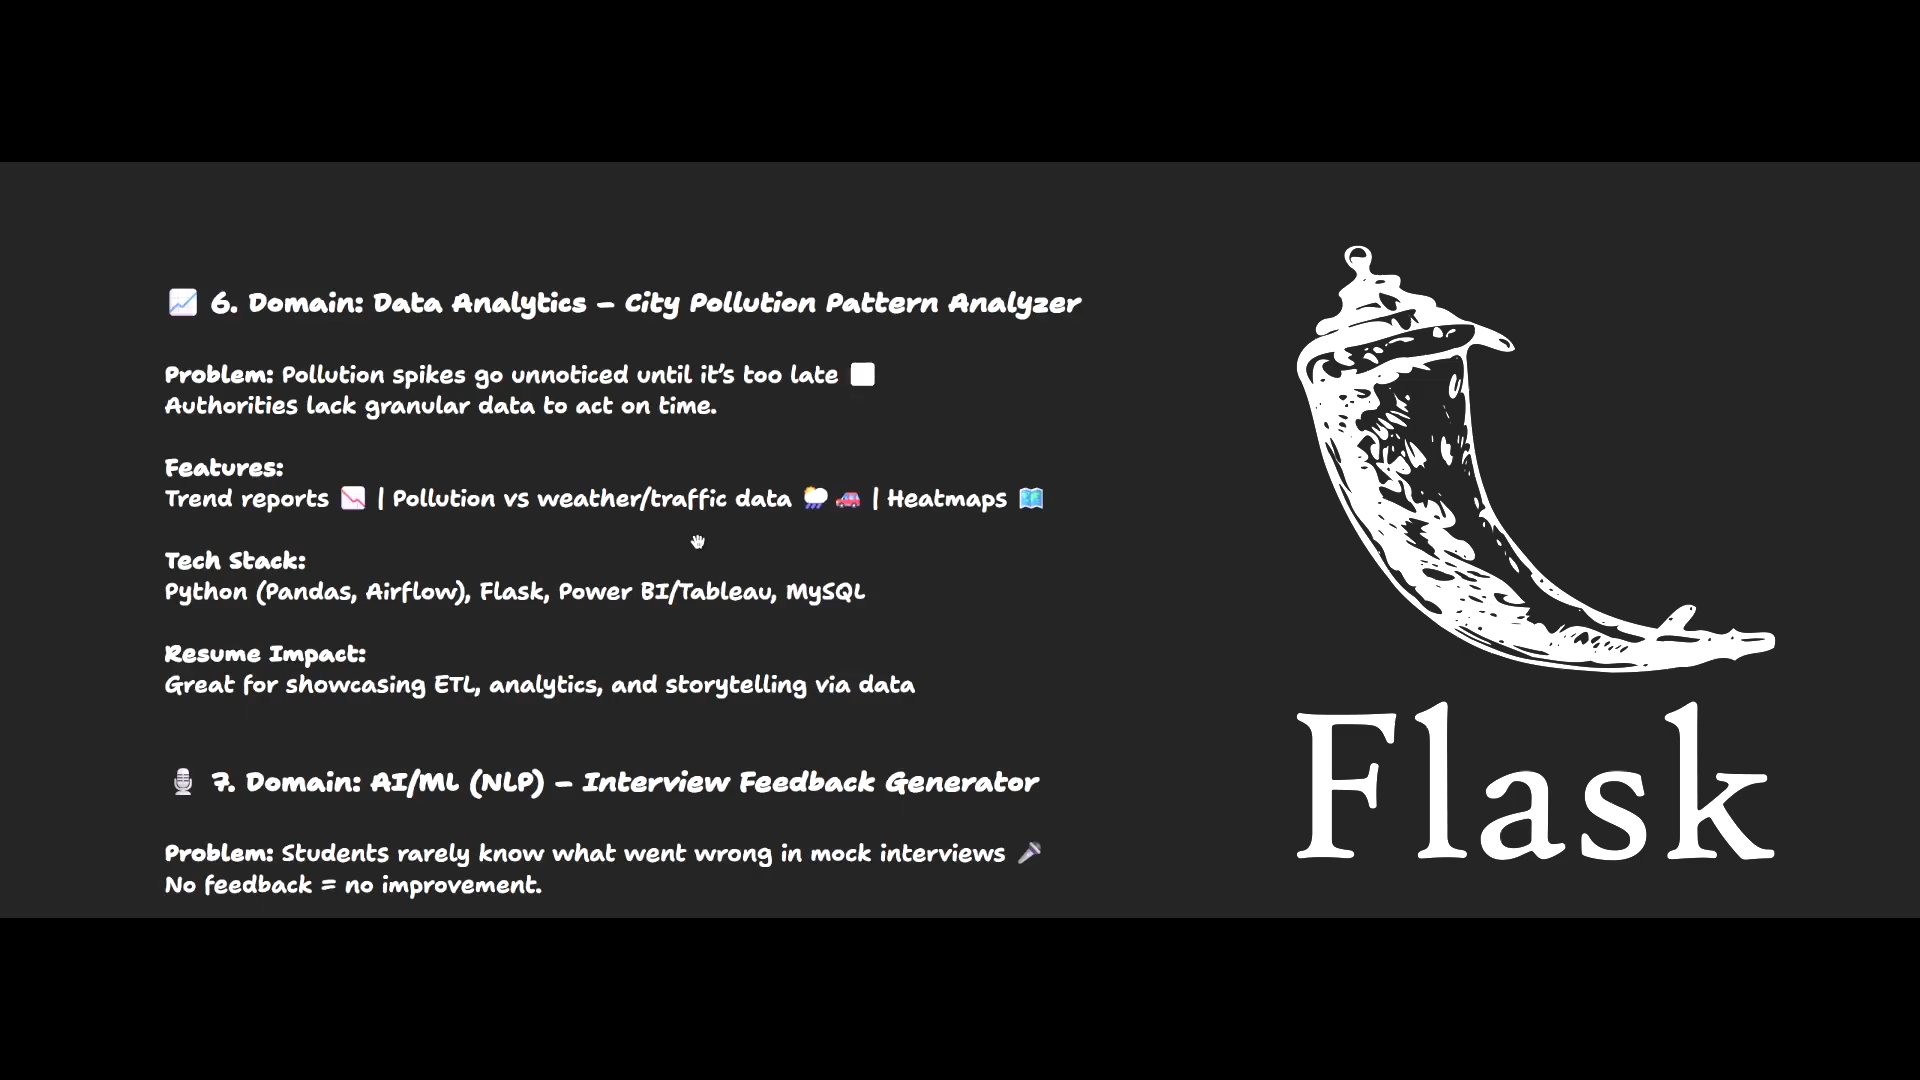 📈 6. Domain: Data Analytics – City Pollution Pattern Analyzer
Problem: Pollution spikes go unnoticed until it's too late
Authorities lack granular data to act on time.
Features:
Trend reports 📉 | Pollution vs weather/traffic data 🌦️ 🚗 | Heatmaps 🗺️
Tech Stack:
Python (Pandas, Airflow), Flask, Power BI/Tableau, MySQL
Resume Impact:
Great for showcasing ETL, analytics, and storytelling via data
🎙️ 7. Domain: AI/ML (NLP) – Interview Feedback Generator
Problem: Students rarely know what went wrong in mock interviews 🎤
No feedback = no improvement.
Flask